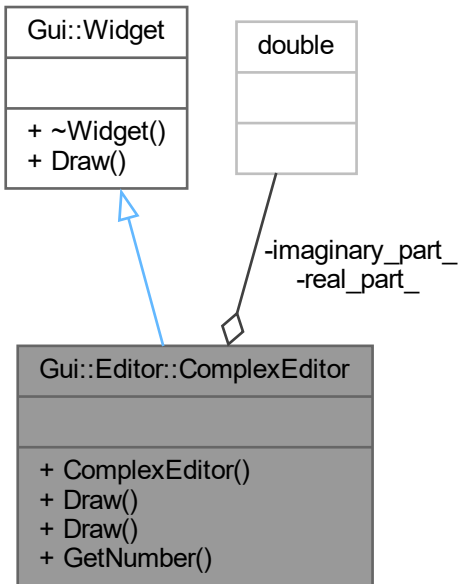 Gui::Widget
+ ~Widget()
+ Draw()
double
-imaginary_part_
-real_part_
Gui::Editor::ComplexEditor
+ ComplexEditor()
+ Draw()
+ Draw()
+ GetNumber()